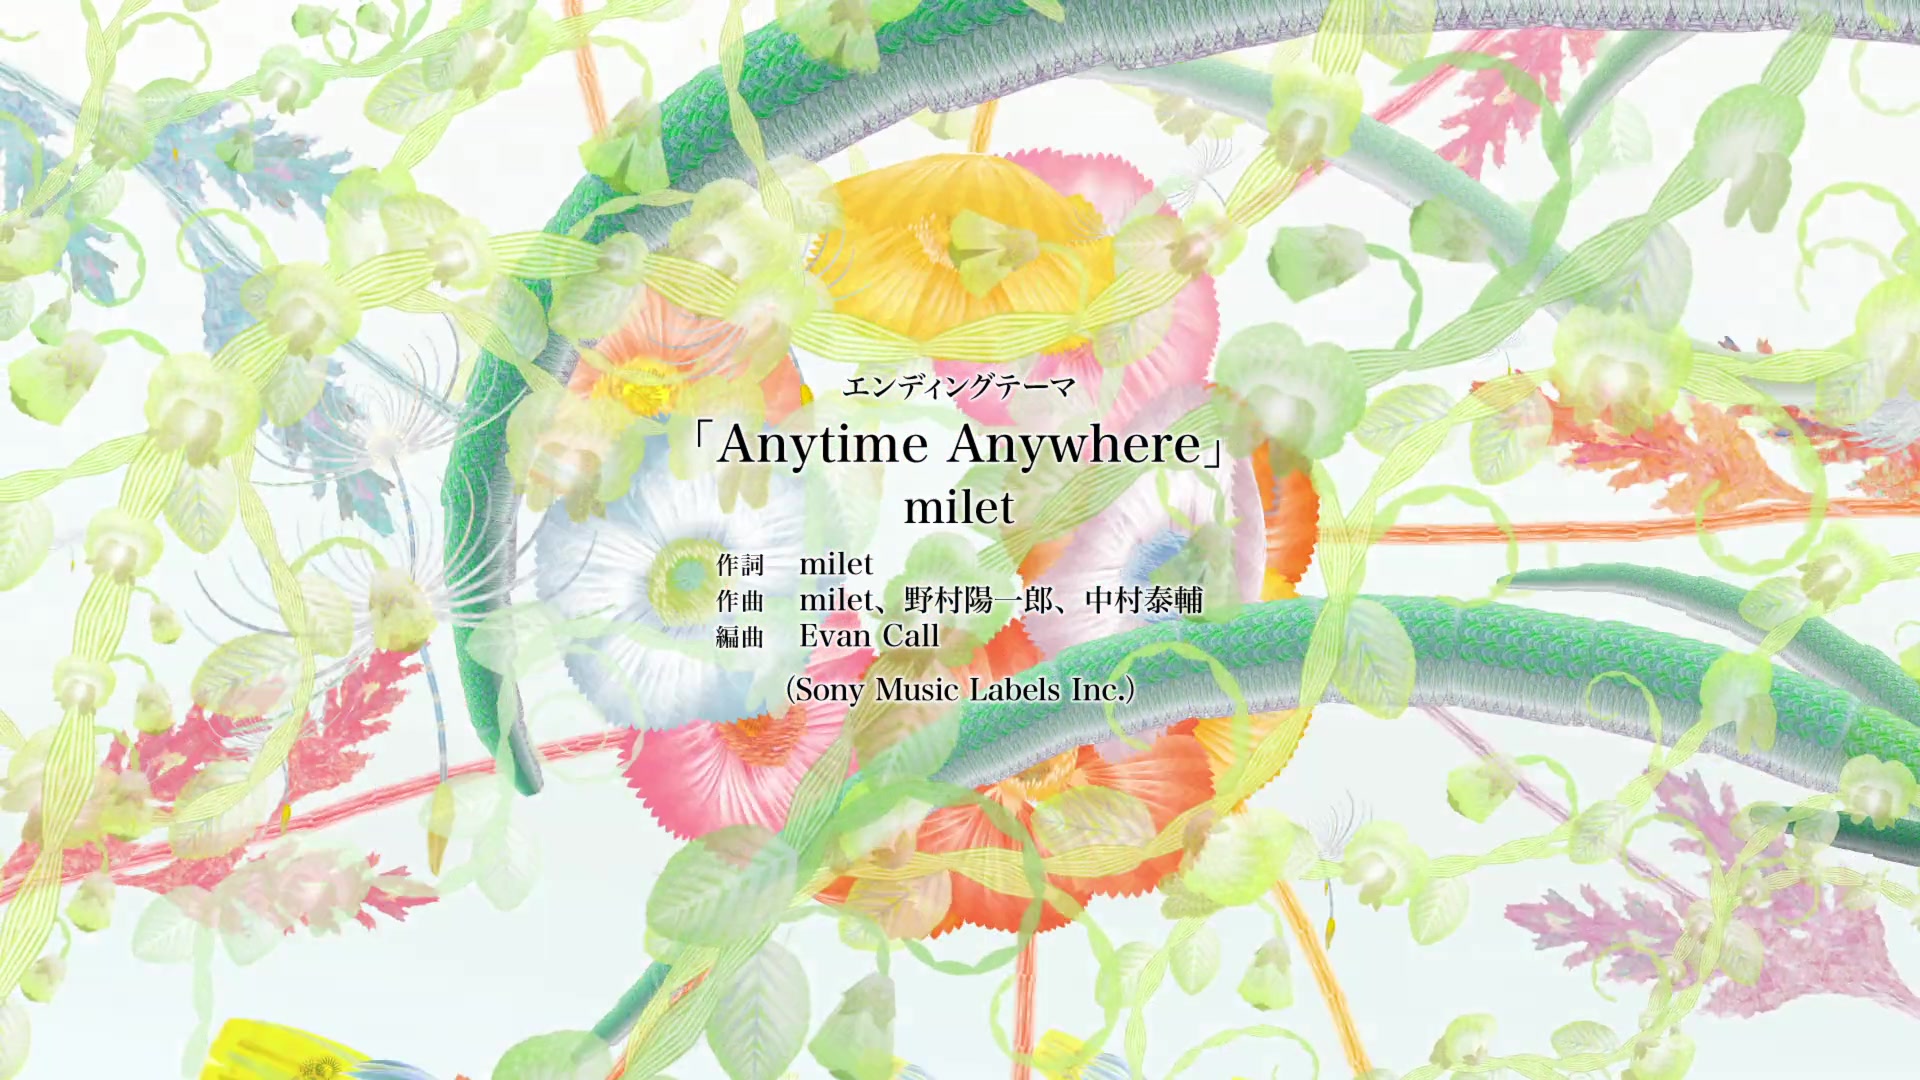 エンディングテーマ
「Anytime Anywhere」
milet
作詞 milet
作曲 milet、野村陽一郎、中村泰輔
編曲 Evan Call
(Sony Music Labels Inc.)